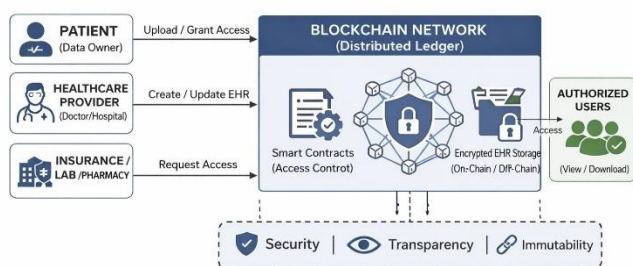 PATIENT
(Data Owner)
Upload / Grant Access
HEALTHCARE
PROVIDER
(Doctor/Hospital)
Create / Update EHR
INSURANCE /
LAB /PHARMACY
Request Access
BLOCKCHAIN NETWORK
(Distributed Ledger)
Smart Contracts
(Access Controt)
Encrypted EHR Storage
(On-Chain / Dff-Chain)
Access
AUTHORIZED
USERS
(View / Download)
Security
Transparency
Immutability